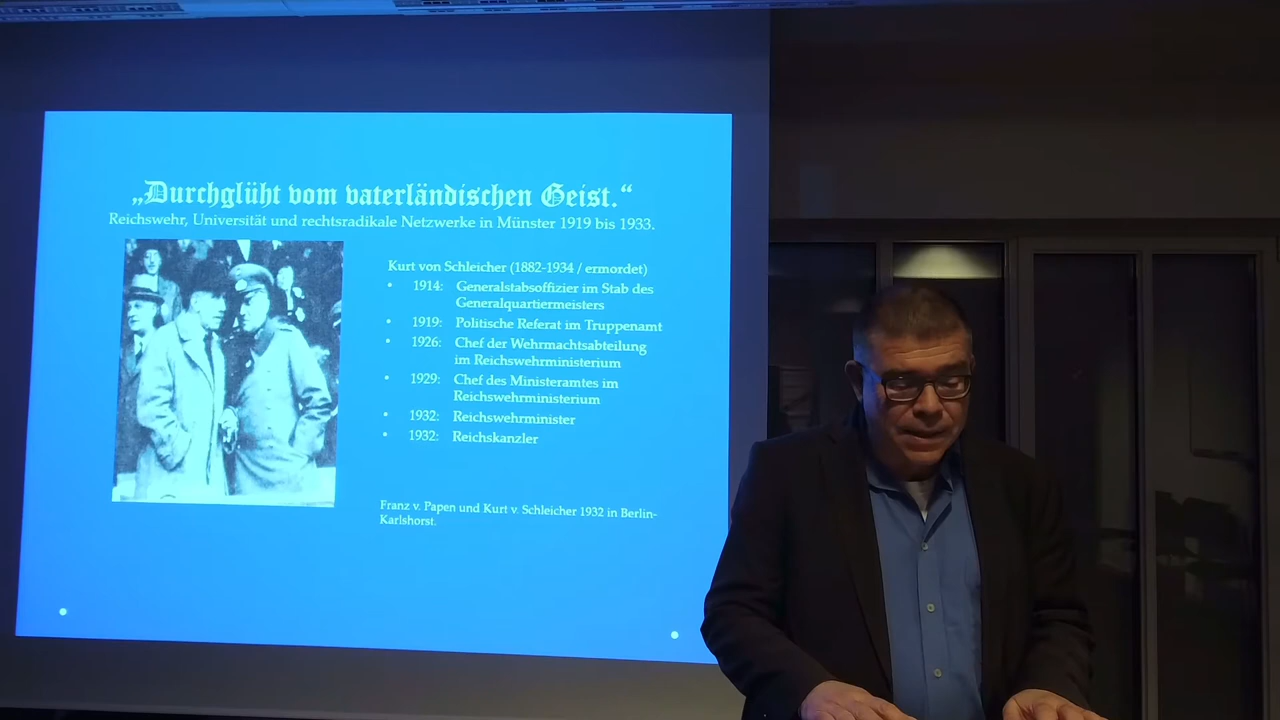 „Durchglüht vom vaterländischen Geist.“
Reichswehr, Universität und rechtsradikale Netzwerke in Münster 1919 bis 1933.
Kurt von Schleicher (1882-1934 / ermordet)
• 1914: Generalstabsoffizier im Stab des
Generalquartiermeisters
• 1919: Politische Referat im Truppenamt
• 1926: Chef der Wehrmachtsabteilung
im Reichswehrministerium
• 1929: Chef des Ministeramtes im
Reichswehrministerium
• 1932: Reichswehrminister
• 1932: Reichskanzler
Franz v. Papen und Kurt v. Schleicher 1932 in Berlin-
Karlshorst.